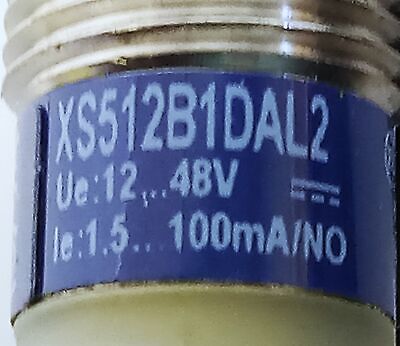 XS512B1DAL2
Ue:12...48V ⎓
Ie:1.5...100mA/NO